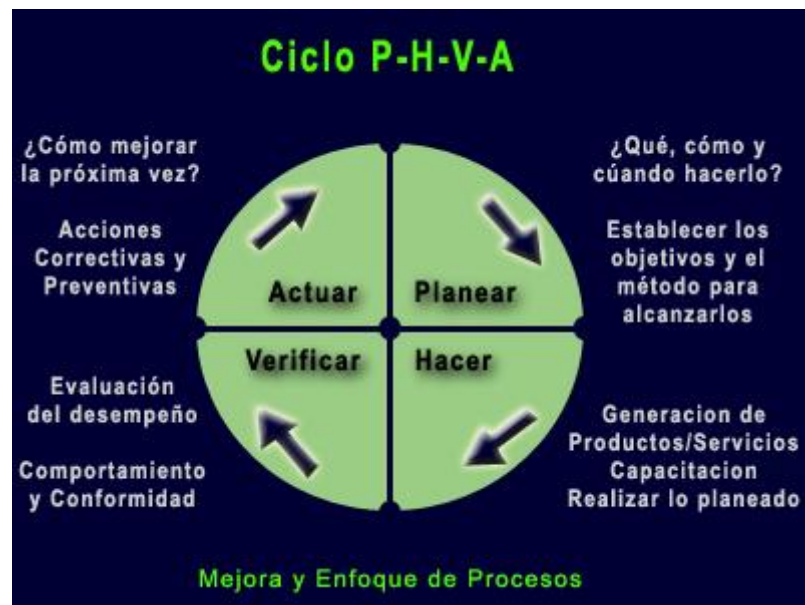 Ciclo P-H-V-A
¿Cómo mejorar
la próxima vez?
Acciones
Correctivas y
Preventivas
¿Qué, cómo y
cúando hacerlo?
Establecer los
objetivos y el
método para
alcanzarlos
Actuar
Planear
Verificar
Hacer
Evaluación
del desempeño
Comportamiento
y Conformidad
Generacion de
Productos/Servicios
Capacitacion
Realizar lo planeado
Mejora y Enfoque de Procesos